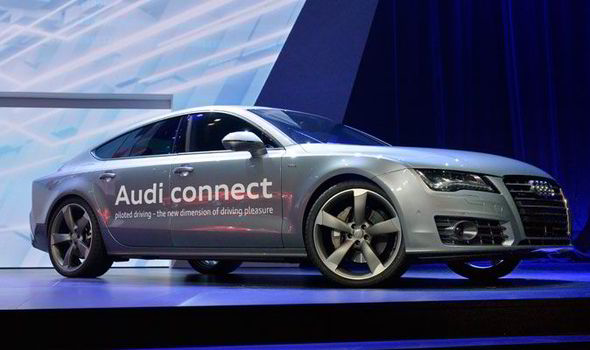 Audi connect
piloted driving - the new dimension of driving pleasure